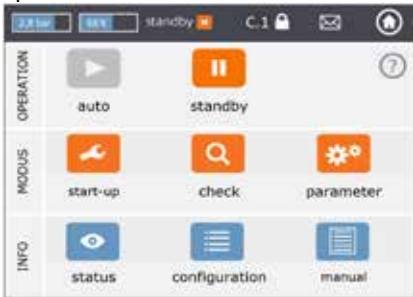 2,8 bar
standby
C.1
OPERATION
auto
standby
?
MODUS
start-up
check
parameter
INFO
status
configuration
manual